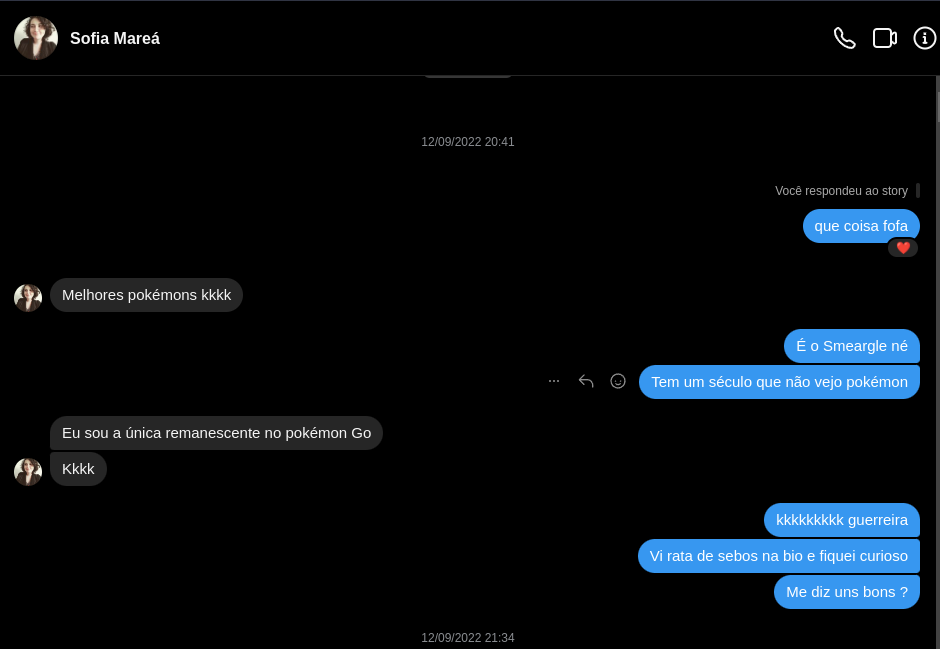 Sofia Mareá
12/09/2022 20:41
Você respondeu ao story
que coisa fofa
Melhores pokémons kkkk
É o Smeargle né
Tem um século que não vejo pokémon
Eu sou a única remanescente no pokémon Go
Kkkk
kkkkkkkkk guerreira
Vi rata de sebos na bio e fiquei curioso
Me diz uns bons ?
12/09/2022 21:34